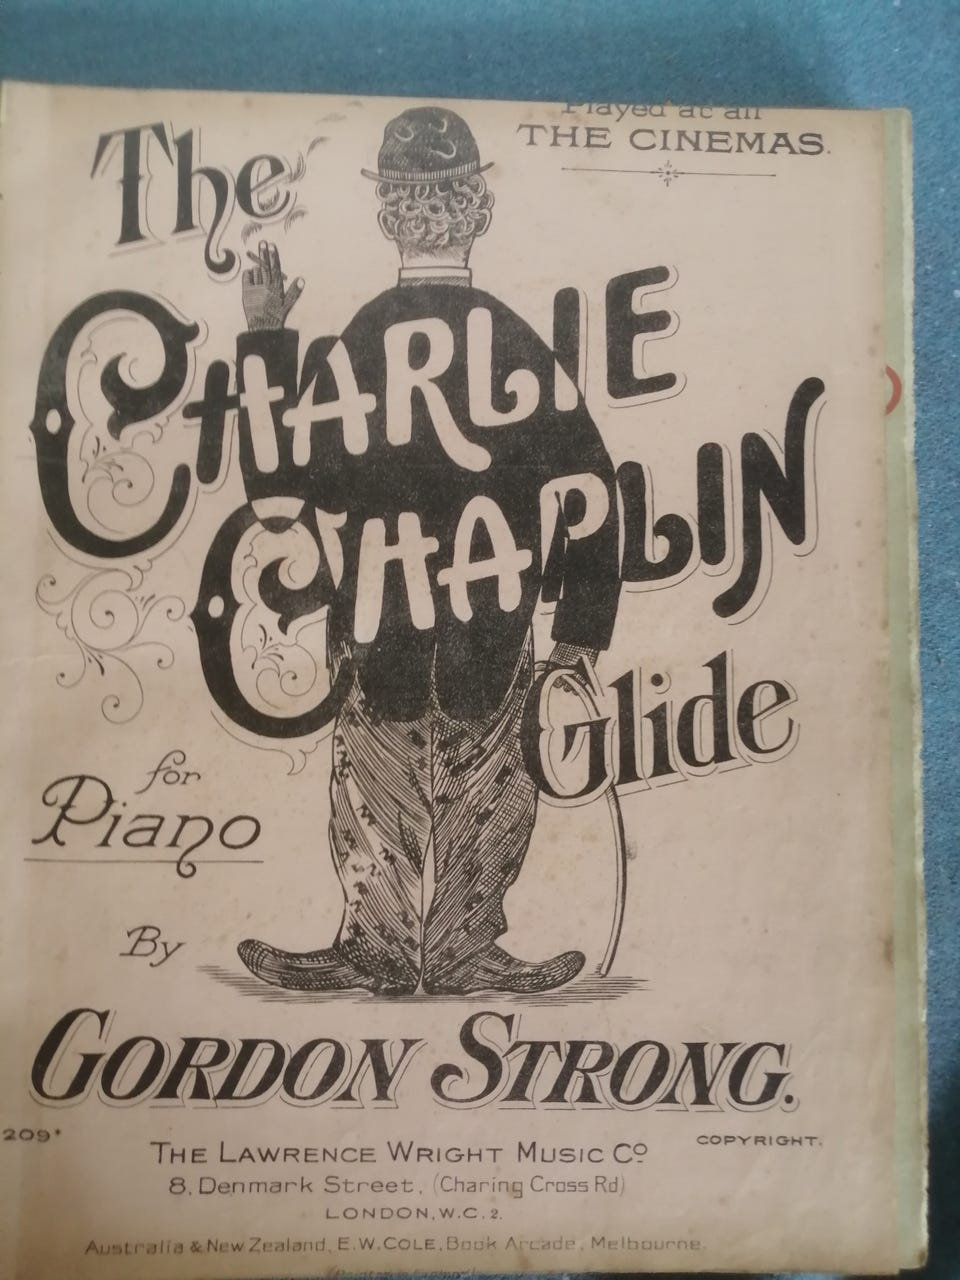 Played at all
THE CINEMAS.
The
CHARLIE
CHAPLIN
Glide
for
Piano
By
GORDON STRONG.
209*
COPYRIGHT.
THE LAWRENCE WRIGHT MUSIC Cº
8, Denmark Street, (Charing Cross Rd)
LONDON, W.C.2.
Australia & New Zealand, E.W. COLE, Book Arcade, Melbourne.